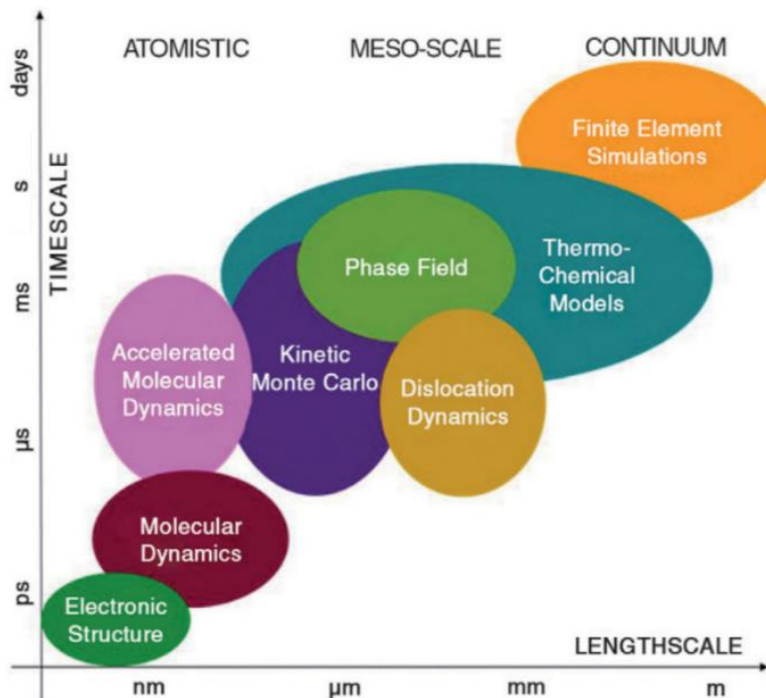 ATOMISTIC
MESO-SCALE
CONTINUUM
days
s
ms
μs
ps
TIMESCALE
Finite Element
Simulations
Thermo-
Chemical
Models
Phase Field
Kinetic
Monte Carlo
Dislocation
Dynamics
Accelerated
Molecular
Dynamics
Molecular
Dynamics
Electronic
Structure
LENGTHSCALE
nm
μm
mm
m